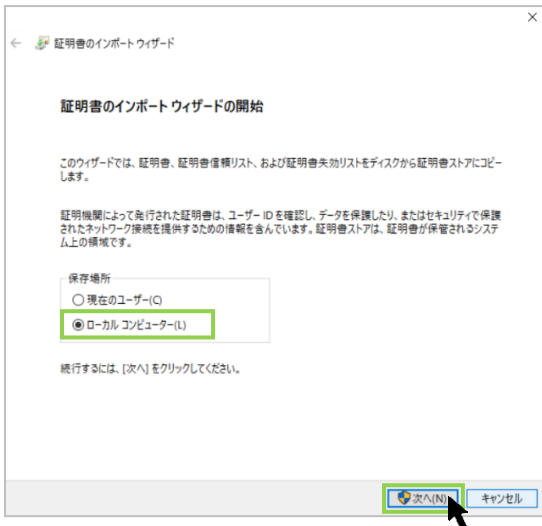 証明書のインポート ウィザード
証明書のインポート ウィザードの開始
このウィザードでは、証明書、証明書信頼リスト、および証明書失効リストをディスクから証明書ストアにコピー
します。
証明機関によって発行された証明書は、ユーザー ID を確認し、データを保護したり、またはセキュリティで保護
されたネットワーク接続を提供するための情報を含んでいます。証明書ストアは、証明書が保管されるシステ
ム上の領域です。
保存場所
現在のユーザー(C)
ローカル コンピューター(L)
続行するには、[次へ] をクリックしてください。
次へ(N)
キャンセル